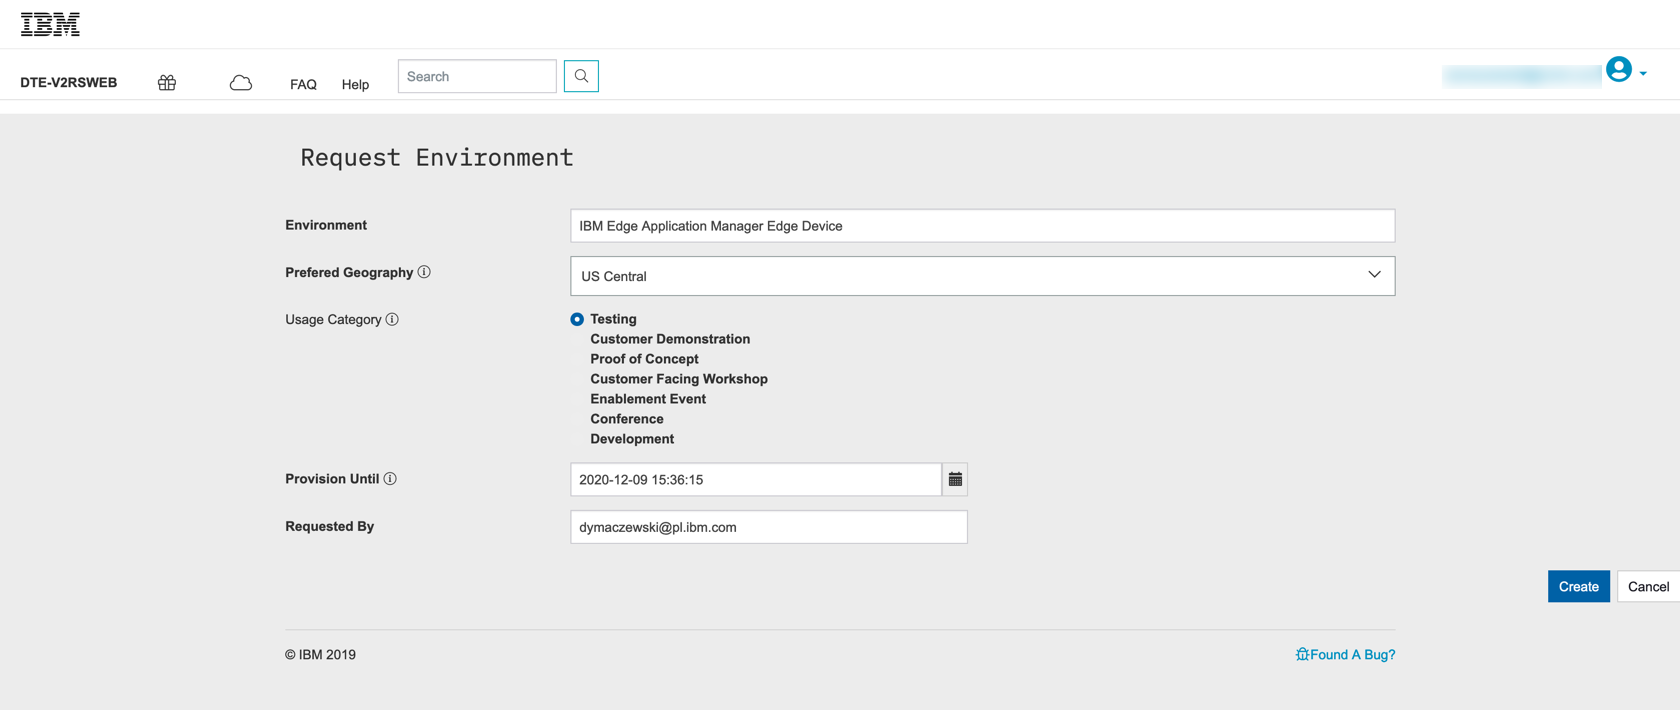 IBM
DTE-V2RSWEB
FAQ
Help
Search
Request Environment
Environment
IBM Edge Application Manager Edge Device
Prefered Geography
US Central
Usage Category
Testing
Customer Demonstration
Proof of Concept
Customer Facing Workshop
Enablement Event
Conference
Development
Provision Until
2020-12-09 15:36:15
Requested By
dymaczewski@pl.ibm.com
Create
Cancel
© IBM 2019
Found A Bug?